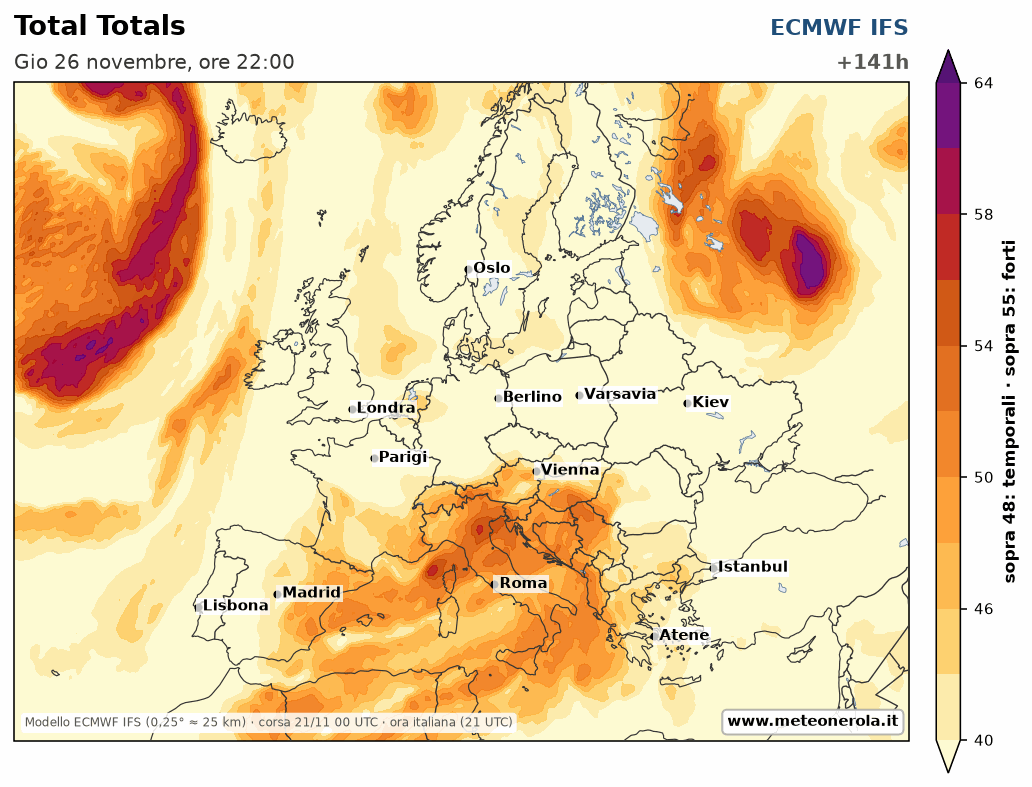 Total Totals
ECMWF IFS
Gio 26 novembre, ore 22:00
+141h
64
58
54
50
46
40
sopra 48: temporali · sopra 55: forti
Oslo
Berlino
Varsavia
Kiev
Londra
Parigi
Vienna
Istanbul
Roma
Madrid
Lisbona
Atene
Modello ECMWF IFS (0,25° ≈ 25 km) · corsa 21/11 00 UTC · ora italiana (21 UTC)
www.meteonerola.it